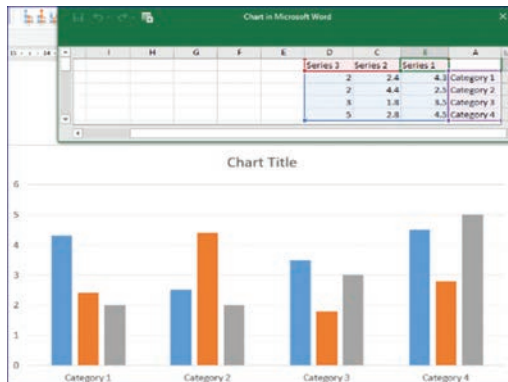 Chart in Microsoft Word
15 14
I H G F E D C B A
Series 3 Series 2 Series 1
2 2.4 4.3 Category 1
2 4.4 2.5 Category 2
3 1.8 3.5 Category 3
5 2.8 4.5 Category 4
Chart Title
6
5
4
3
2
1
0
Category 1 Category 2 Category 3 Category 4